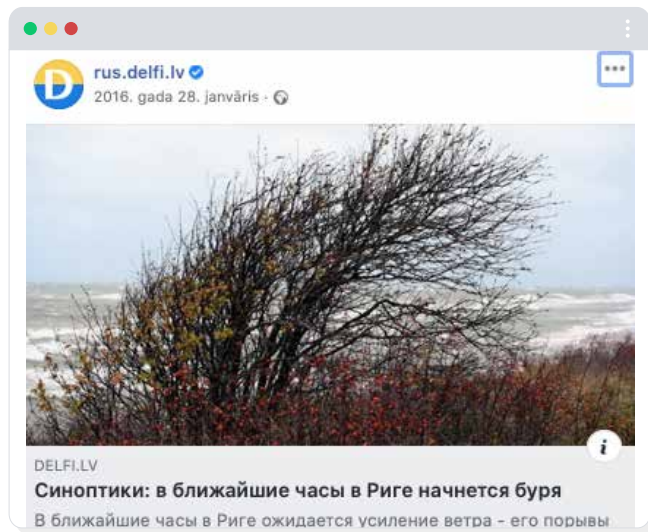 rus.delfi.lv
2016. gada 28. janvāris ·
DELFI.LV
Синоптики: в ближайшие часы в Риге начнется буря
В ближайшие часы в Риге ожидается усиление ветра - его порывы